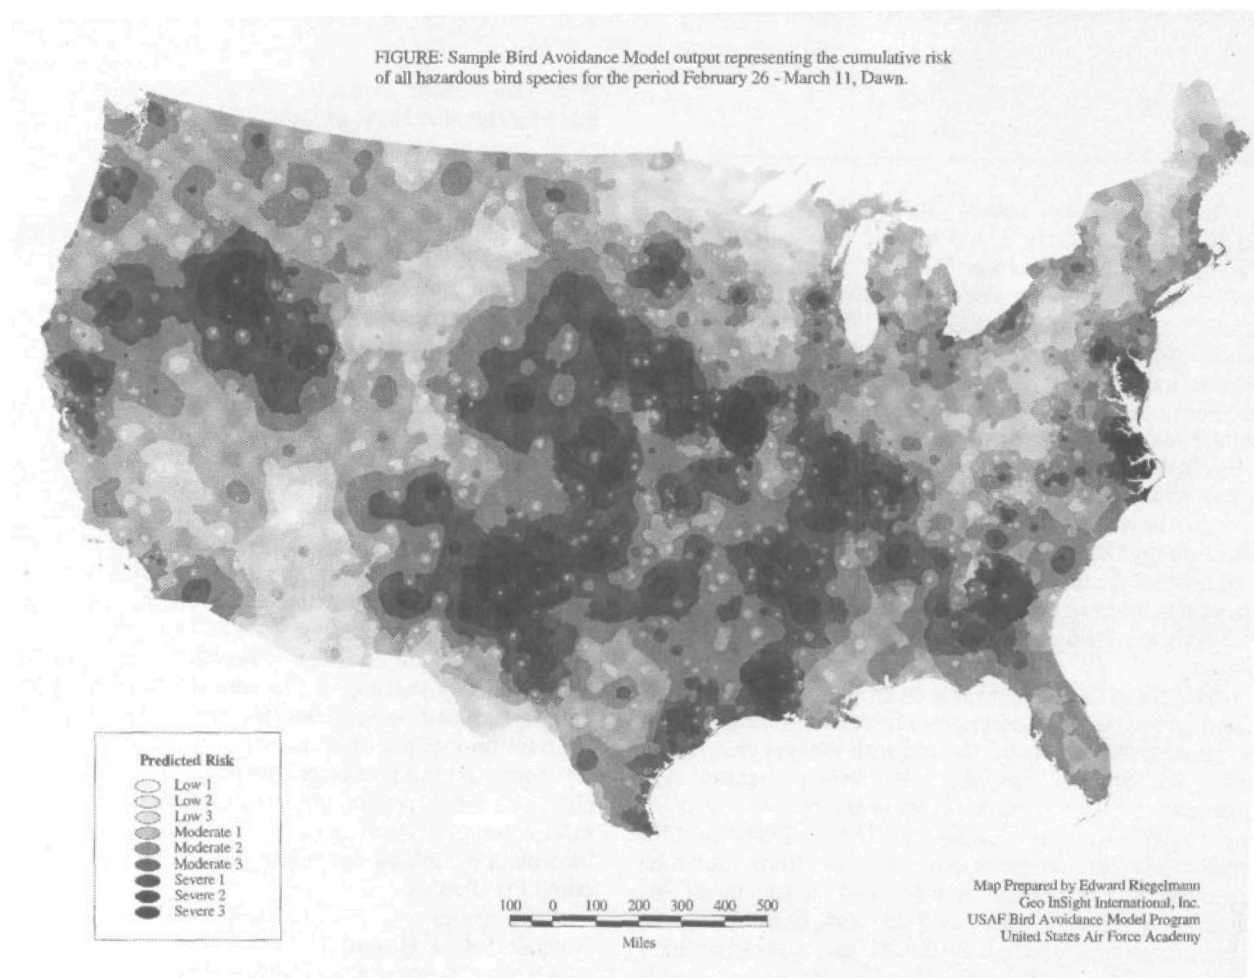 FIGURE: Sample Bird Avoidance Model output representing the cumulative risk
of all hazardous bird species for the period February 26 - March 11, Dawn.
Predicted Risk
Low 1
Low 2
Low 3
Moderate 1
Moderate 2
Moderate 3
Severe 1
Severe 2
Severe 3
100 0 100 200 300 400 500
Miles
Map Prepared by Edward Riegelmann
Geo InSight International, Inc.
USAF Bird Avoidance Model Program
United States Air Force Academy